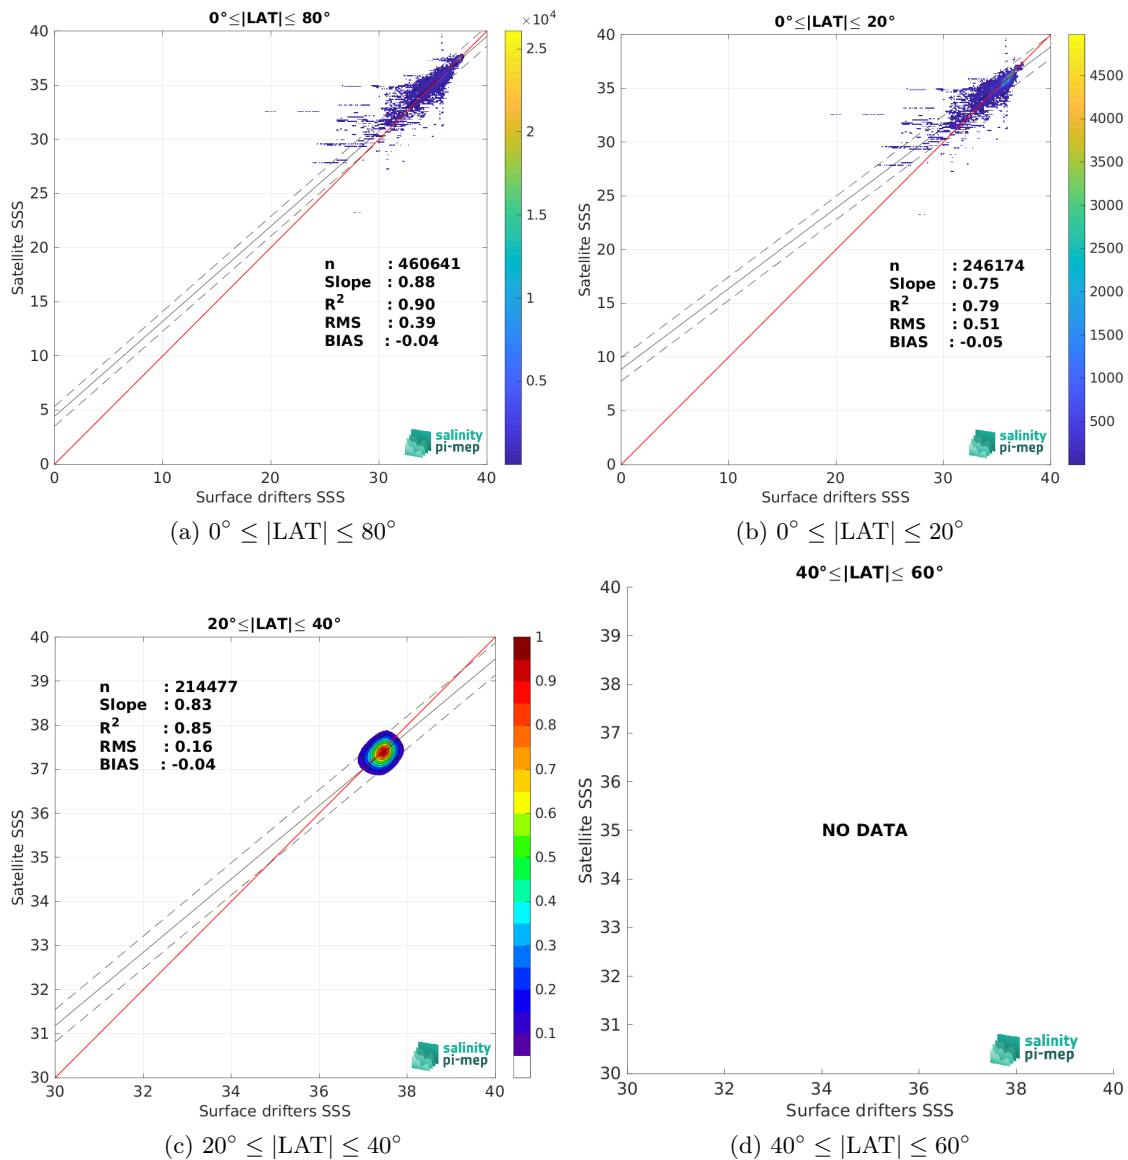 0°≤|LAT|≤ 80°
×10⁴
40
35
30
25
20
15
10
5
0
Satellite SSS
n : 460641
Slope : 0.88
R² : 0.90
RMS : 0.39
BIAS : -0.04
salinity
pi-mep
0 10 20 30 40
Surface drifters SSS
2.5
2
1.5
1
0.5
(a) 0° ≤ |LAT| ≤ 80°
0°≤|LAT|≤ 20°
40
35
30
25
20
15
10
5
0
Satellite SSS
n : 246174
Slope : 0.75
R² : 0.79
RMS : 0.51
BIAS : -0.05
salinity
pi-mep
0 10 20 30 40
Surface drifters SSS
4500
4000
3500
3000
2500
2000
1500
1000
500
(b) 0° ≤ |LAT| ≤ 20°
20°≤|LAT|≤ 40°
40
39
38
37
36
35
34
33
32
31
30
Satellite SSS
n : 214477
Slope : 0.83
R² : 0.85
RMS : 0.16
BIAS : -0.04
salinity
pi-mep
30 32 34 36 38 40
Surface drifters SSS
1
0.9
0.8
0.7
0.6
0.5
0.4
0.3
0.2
0.1
(c) 20° ≤ |LAT| ≤ 40°
40°≤|LAT|≤ 60°
40
39
38
37
36
35
34
33
32
31
30
Satellite SSS
NO DATA
salinity
pi-mep
30 32 34 36 38 40
Surface drifters SSS
(d) 40° ≤ |LAT| ≤ 60°